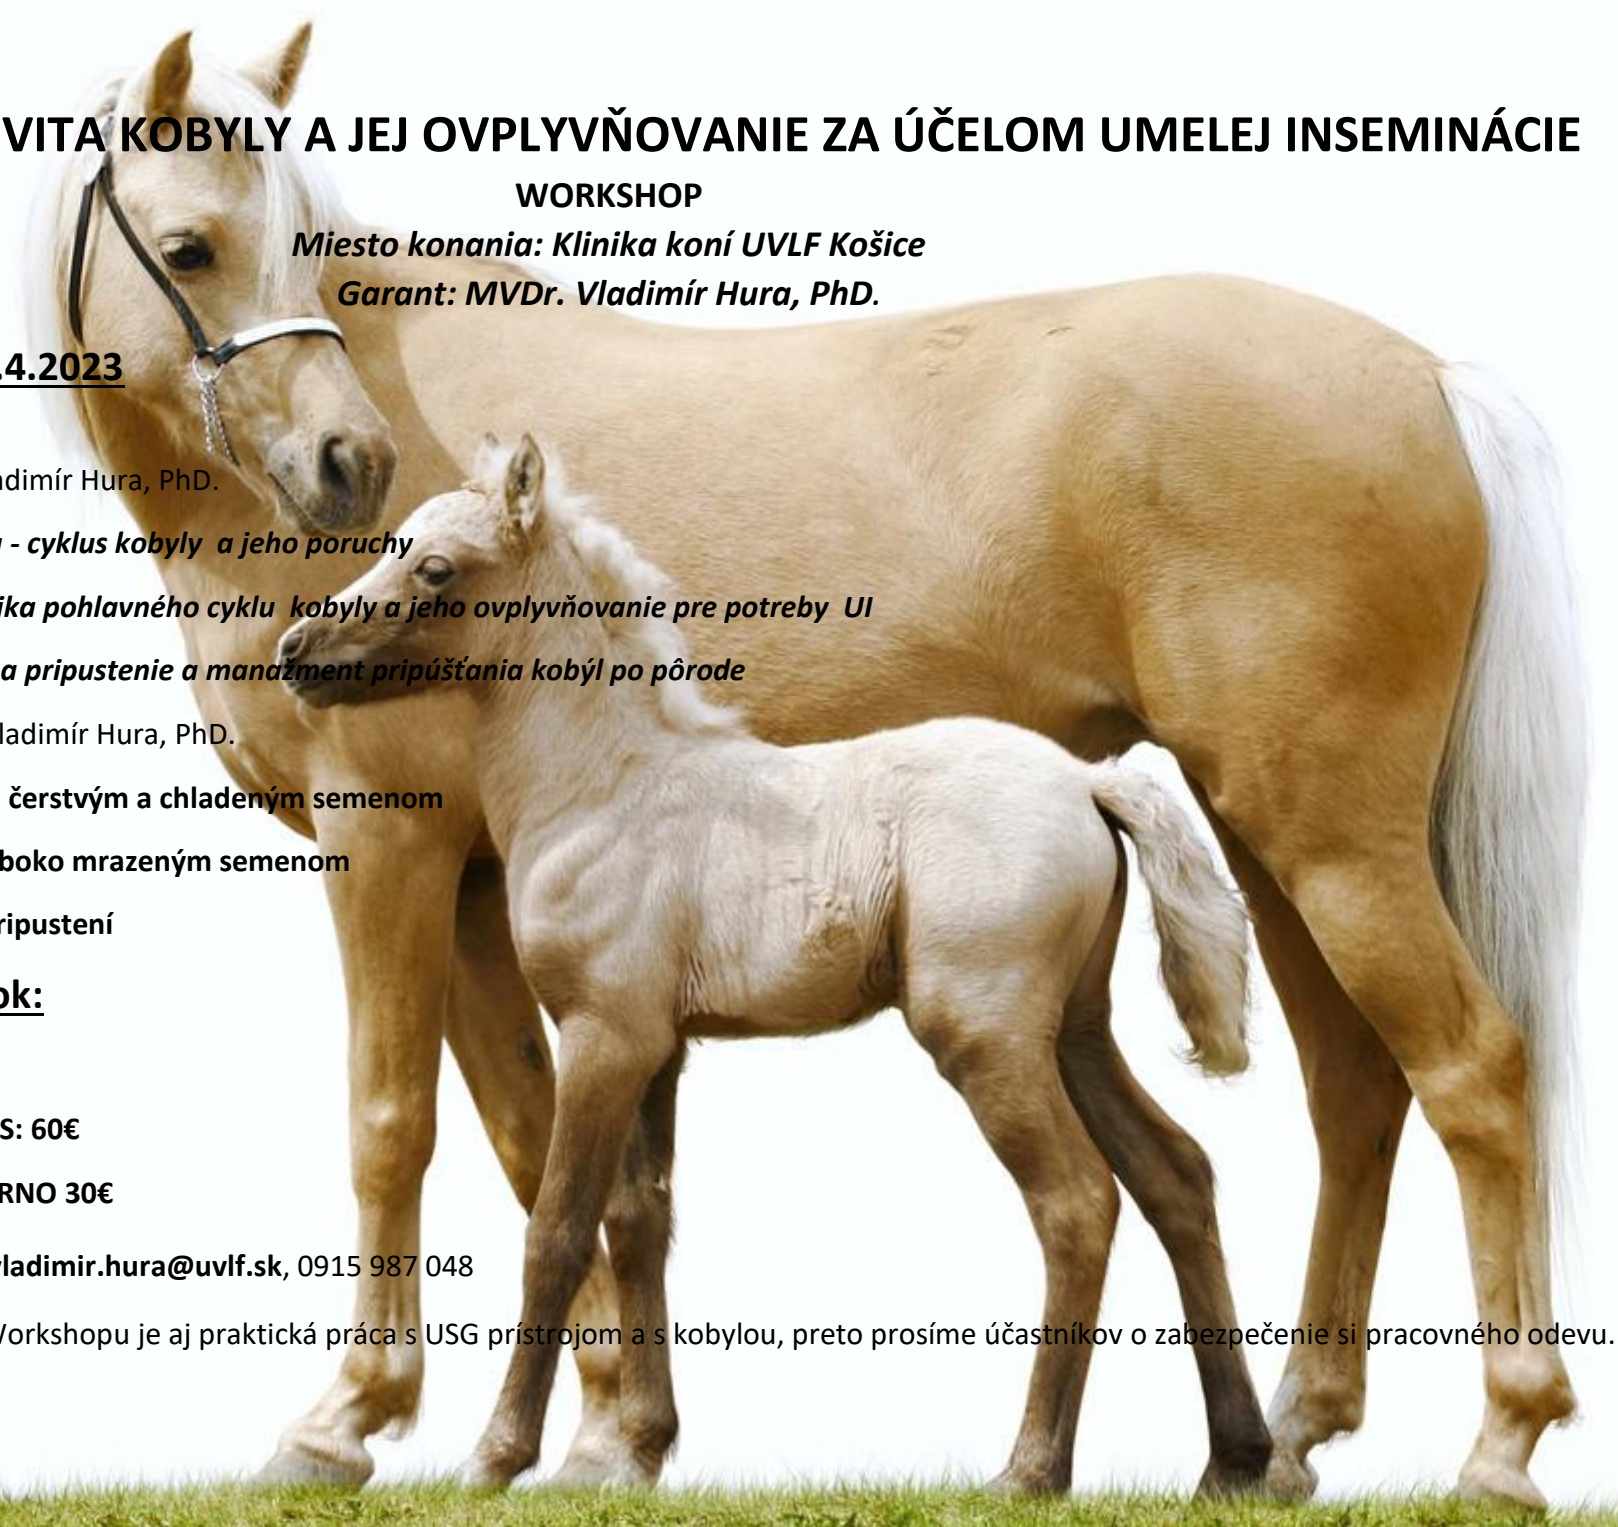 VITA KOBYLY A JEJ OVPLYVŇOVANIE ZA ÚČELOM UMELEJ INSEMINÁCIE
WORKSHOP
Miesto konania: Klinika koní UVLF Košice
Garant: MVDr. Vladimír Hura, PhD.
.4.2023
adimír Hura, PhD.
- cyklus kobyly a jeho poruchy
ika pohlavného cyklu kobyly a jeho ovplyvňovanie pre potreby UI
a pripustenie a manažment pripúšťania kobýl po pôrode
ladimír Hura, PhD.
čerstvým a chladeným semenom
boko mrazeným semenom
ripustení
ok:
S: 60€
RNO 30€
vladimir.hura@uvlf.sk, 0915 987 048
Workshopu je aj praktická práca s USG prístrojom a s kobylou, preto prosíme účastníkov o zabezpečenie si pracovného odevu.